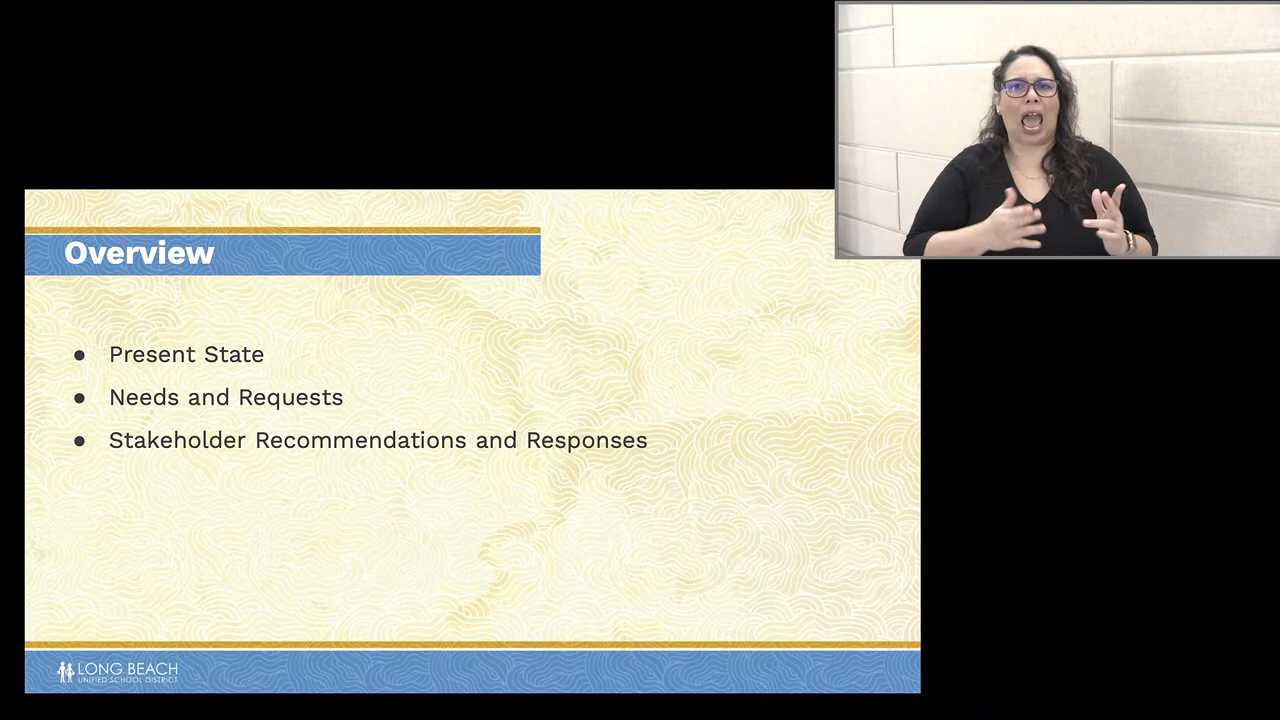 Overview
● Present State
● Needs and Requests
● Stakeholder Recommendations and Responses
LONG BEACH
UNIFIED SCHOOL DISTRICT